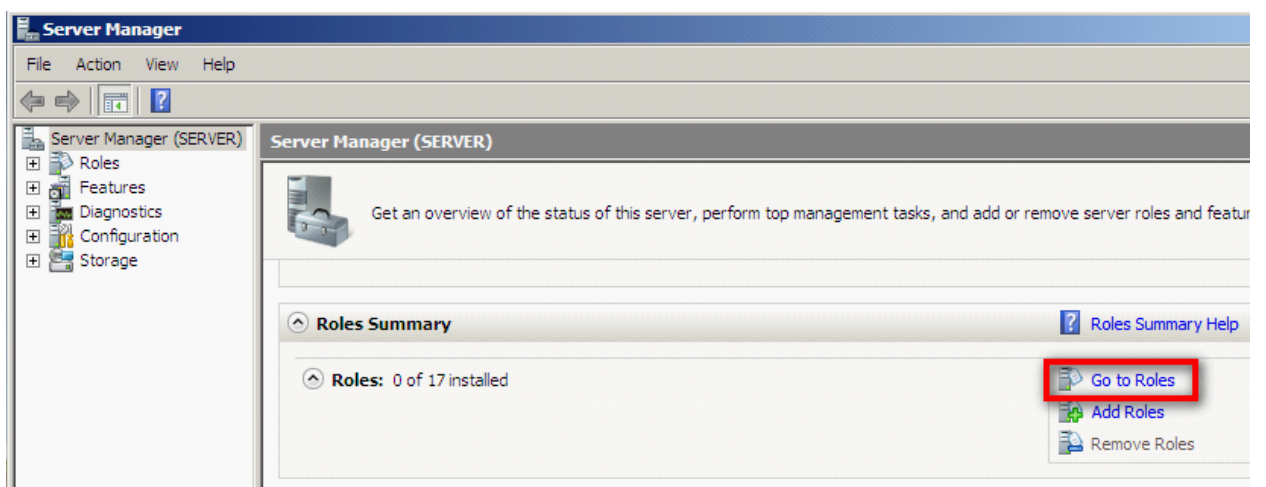 Server Manager
File Action View Help
Server Manager (SERVER)
Roles
Features
Diagnostics
Configuration
Storage
Server Manager (SERVER)
Get an overview of the status of this server, perform top management tasks, and add or remove server roles and featur
Roles Summary
Roles Summary Help
Roles: 0 of 17 installed
Go to Roles
Add Roles
Remove Roles